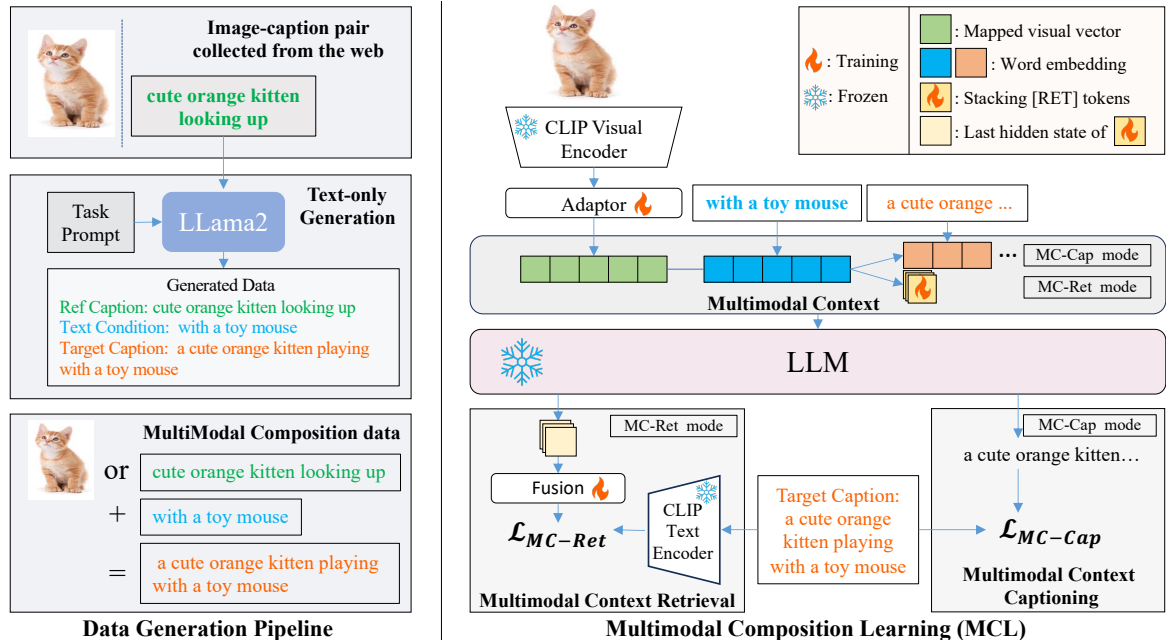 Image-caption pair
collected from the web
cute orange kitten
looking up
Task
Prompt
LLama2
Text-only
Generation
Generated Data
Ref Caption: cute orange kitten looking up
Text Condition: with a toy mouse
Target Caption: a cute orange kitten playing
with a toy mouse
MultiModal Composition data
or
cute orange kitten looking up
+
with a toy mouse
=
a cute orange kitten playing
with a toy mouse
Data Generation Pipeline
: Training
: Frozen
: Mapped visual vector
: Word embedding
: Stacking [RET] tokens
: Last hidden state of
CLIP Visual
Encoder
Adaptor
with a toy mouse
a cute orange ...
...
MC-Cap mode
MC-Ret mode
Multimodal Context
LLM
MC-Ret mode
Fusion
ℒMC−Ret
CLIP
Text
Encoder
Multimodal Context Retrieval
Target Caption:
a cute orange
kitten playing
with a toy mouse
MC-Cap mode
a cute orange kitten…
ℒMC−Cap
Multimodal Context
Captioning
Multimodal Composition Learning (MCL)